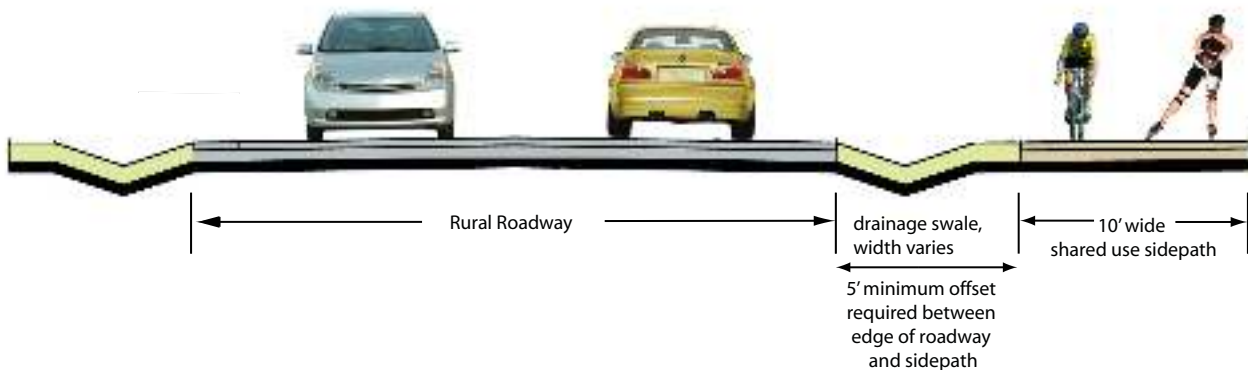 Rural Roadway
drainage swale,
width varies
10' wide
shared use sidepath
5' minimum offset
required between
edge of roadway
and sidepath